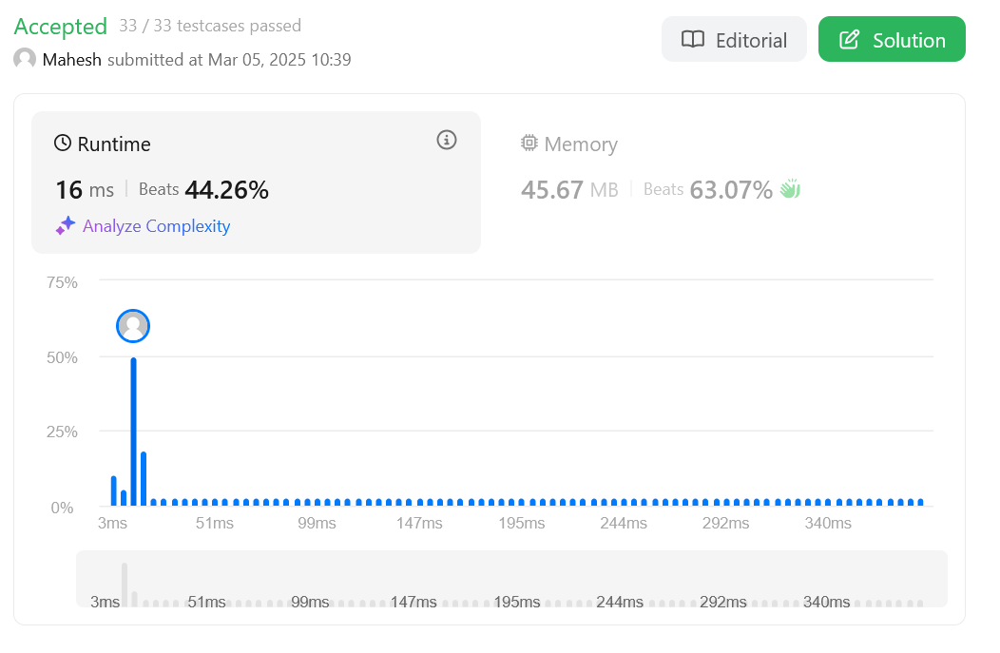 Accepted 33 / 33 testcases passed
Mahesh submitted at Mar 05, 2025 10:39
Editorial
Solution
Runtime
16 ms Beats 44.26%
Analyze Complexity
Memory
45.67 MB Beats 63.07%
75%
50%
25%
0%
3ms 51ms 99ms 147ms 195ms 244ms 292ms 340ms
3ms 51ms 99ms 147ms 195ms 244ms 292ms 340ms